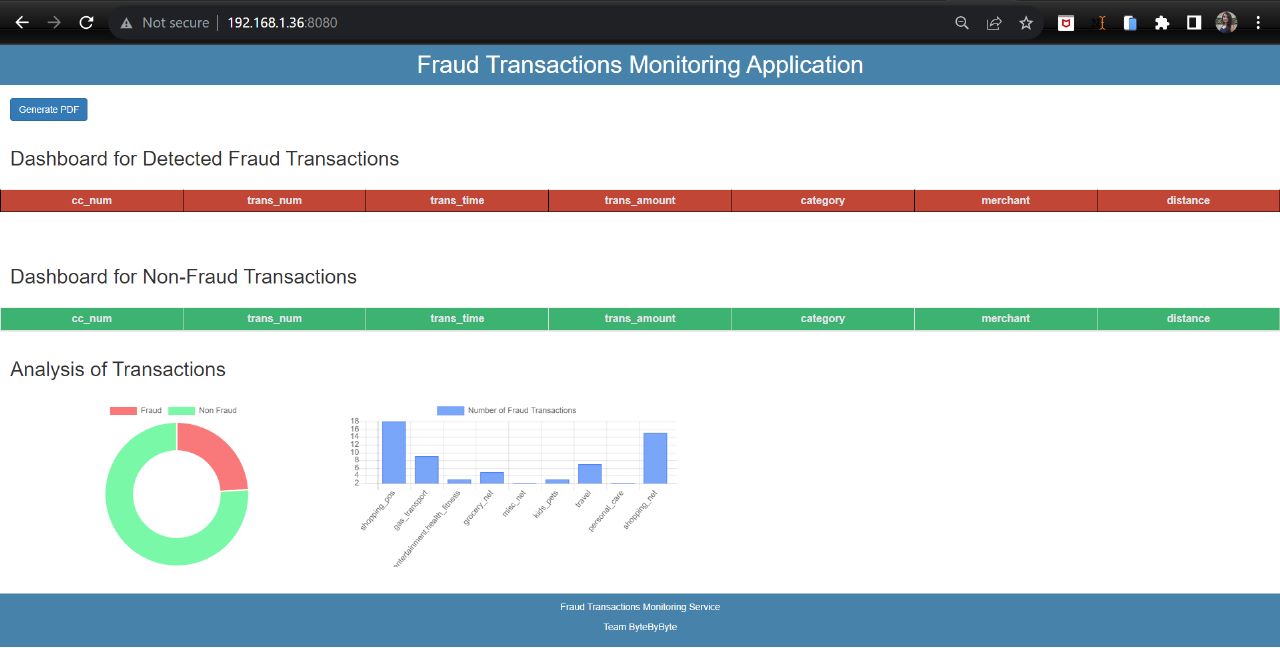 Not secure | 192.168.1.36:8080
Fraud Transactions Monitoring Application
Generate PDF
Dashboard for Detected Fraud Transactions
cc_num trans_num trans_time trans_amount category merchant distance
Dashboard for Non-Fraud Transactions
cc_num trans_num trans_time trans_amount category merchant distance
Analysis of Transactions
Fraud Non Fraud
Number of Fraud Transactions
18
16
14
12
10
8
6
4
2
shopping_pos
gas_transport
entertainment,health_fitness
grocery_net
misc_net
kids_pets
travel
personal_care
shopping_net
Fraud Transactions Monitoring Service
Team ByteByByte